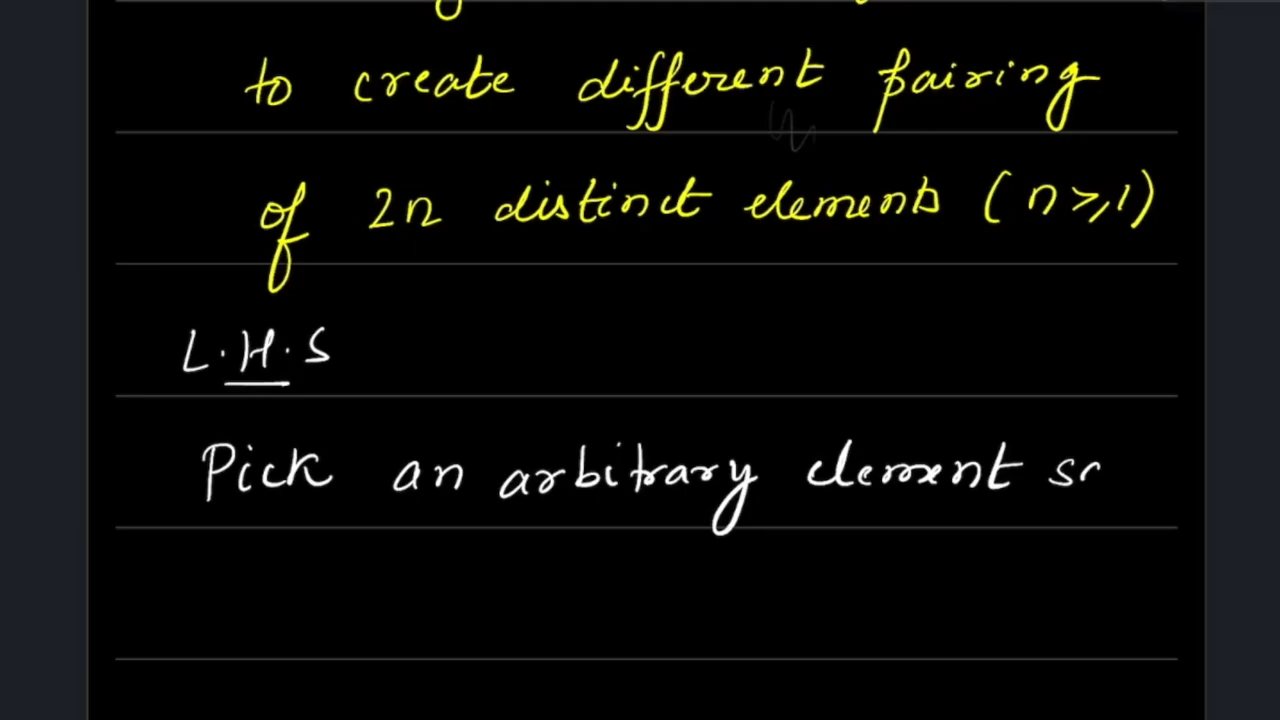 to create different pairing
of 2n distinct elements (n ⩾ 1)
L.H.S
Pick an arbitrary element